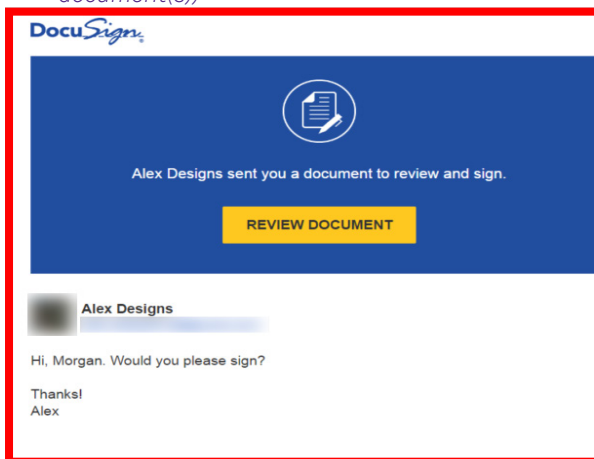 document(s))
DocuSign
Alex Designs sent you a document to review and sign.
REVIEW DOCUMENT
Alex Designs
Hi, Morgan. Would you please sign?
Thanks!
Alex